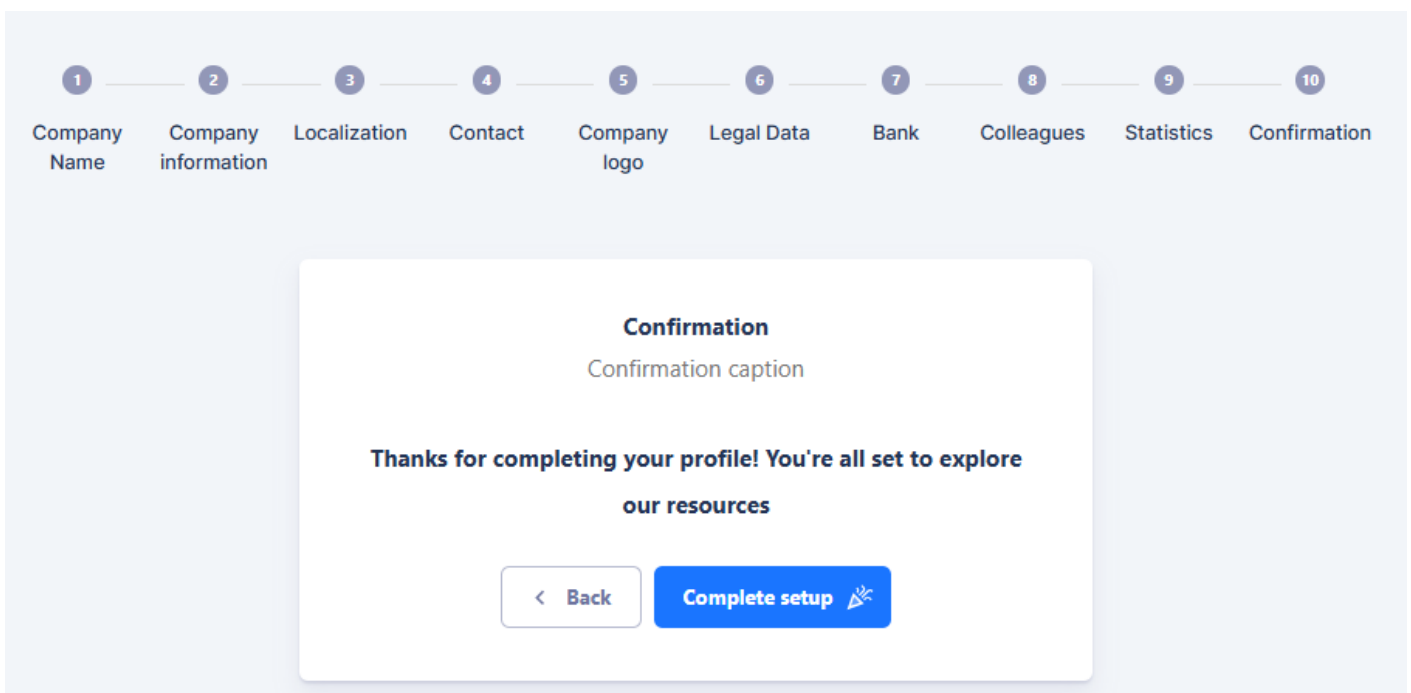 1 2 3 4 5 6 7 8 9 10
Company Name
Company information
Localization
Contact
Company logo
Legal Data
Bank
Colleagues
Statistics
Confirmation
Confirmation
Confirmation caption
Thanks for completing your profile! You're all set to explore
our resources
Back
Complete setup